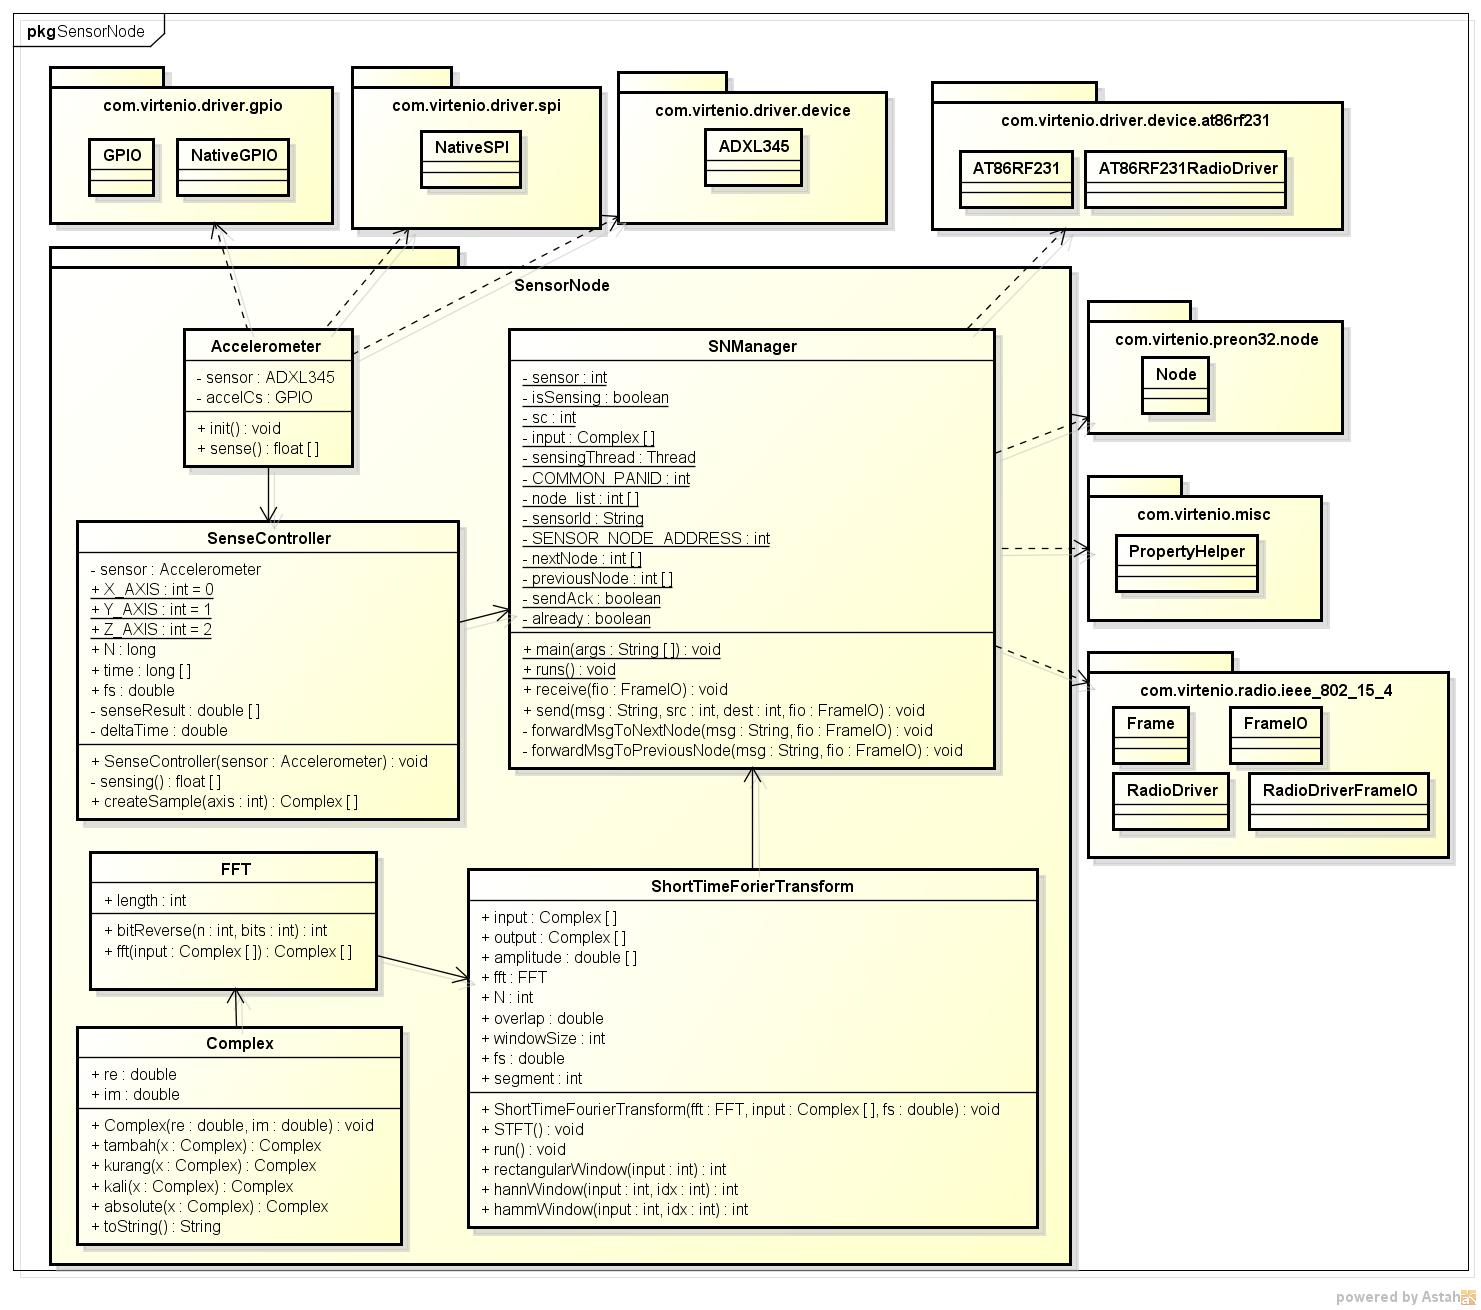 pkg SensorNode
com.virtenio.driver.gpio
GPIO
NativeGPIO
com.virtenio.driver.spi
NativeSPI
com.virtenio.driver.device
ADXL345
com.virtenio.driver.device.at86rf231
AT86RF231
AT86RF231RadioDriver
SensorNode
Accelerometer
- sensor : ADXL345
- accelCs : GPIO
+ init() : void
+ sense() : float [ ]
SNManager
- sensor : int
- isSensing : boolean
- sc : int
- input : Complex [ ]
- sensingThread : Thread
- COMMON_PANID : int
- node_list : int [ ]
- sensorId : String
- SENSOR_NODE_ADDRESS : int
- nextNode : int [ ]
- previousNode : int [ ]
- sendAck : boolean
- already : boolean
+ main(args : String [ ]) : void
+ runs() : void
+ receive(fio : FrameIO) : void
+ send(msg : String, src : int, dest : int, fio : FrameIO) : void
- forwardMsgToNextNode(msg : String, fio : FrameIO) : void
- forwardMsgToPreviousNode(msg : String, fio : FrameIO) : void
com.virtenio.preon32.node
Node
com.virtenio.misc
PropertyHelper
com.virtenio.radio.ieee_802_15_4
Frame
FrameIO
RadioDriver
RadioDriverFrameIO
SenseController
- sensor : Accelerometer
+ X_AXIS : int = 0
+ Y_AXIS : int = 1
+ Z_AXIS : int = 2
+ N : long
+ time : long [ ]
+ fs : double
- senseResult : double [ ]
- deltaTime : double
+ SenseController(sensor : Accelerometer) : void
- sensing() : float [ ]
+ createSample(axis : int) : Complex [ ]
FFT
+ length : int
+ bitReverse(n : int, bits : int) : int
+ fft(input : Complex [ ]) : Complex [ ]
ShortTimeForierTransform
+ input : Complex [ ]
+ output : Complex [ ]
+ amplitude : double [ ]
+ fft : FFT
+ N : int
+ overlap : double
+ windowSize : int
+ fs : double
+ segment : int
+ ShortTimeFourierTransform(fft : FFT, input : Complex [ ], fs : double) : void
+ STFT() : void
+ run() : void
+ rectangularWindow(input : int) : int
+ hannWindow(input : int, idx : int) : int
+ hammWindow(input : int, idx : int) : int
Complex
+ re : double
+ im : double
+ Complex(re : double, im : double) : void
+ tambah(x : Complex) : Complex
+ kurang(x : Complex) : Complex
+ kali(x : Complex) : Complex
+ absolute(x : Complex) : Complex
+ toString() : String
powered by Astah